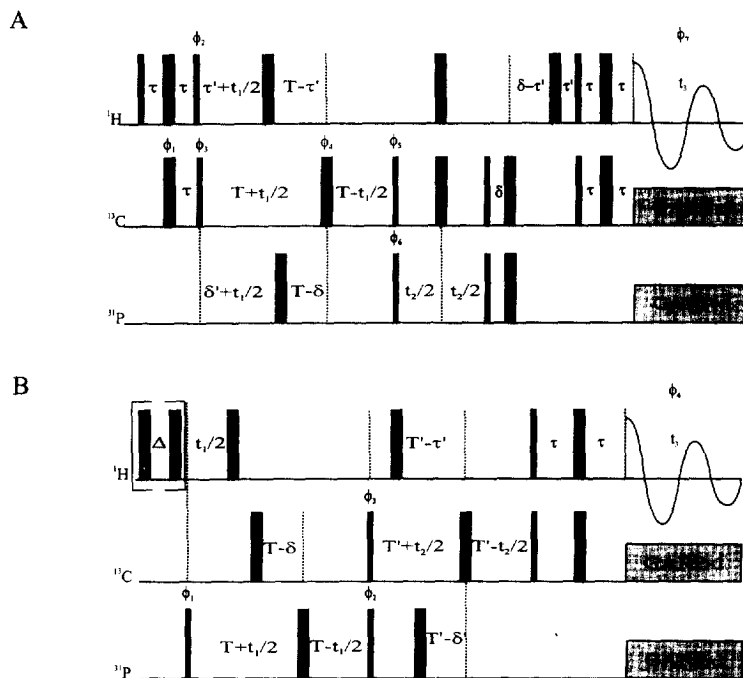 A
ϕ₂ ϕ₇
τ τ τ'+t₁/2 T-τ' δ-τ' τ' τ τ t₃
¹H
ϕ₁ ϕ₃ ϕ₄ ϕ₅
τ T+t₁/2 T-t₁/2 δ τ τ
¹³C
ϕ₆
δ'+t₁/2 T-δ t₂/2 t₂/2
³¹P
B
ϕ₄
Δ t₁/2 T'-τ' τ τ t₃
¹H
ϕ₃
T-δ T'+t₂/2 T'-t₂/2
¹³C
ϕ₁ ϕ₂
T+t₁/2 T-t₁/2 T'-δ'
³¹P